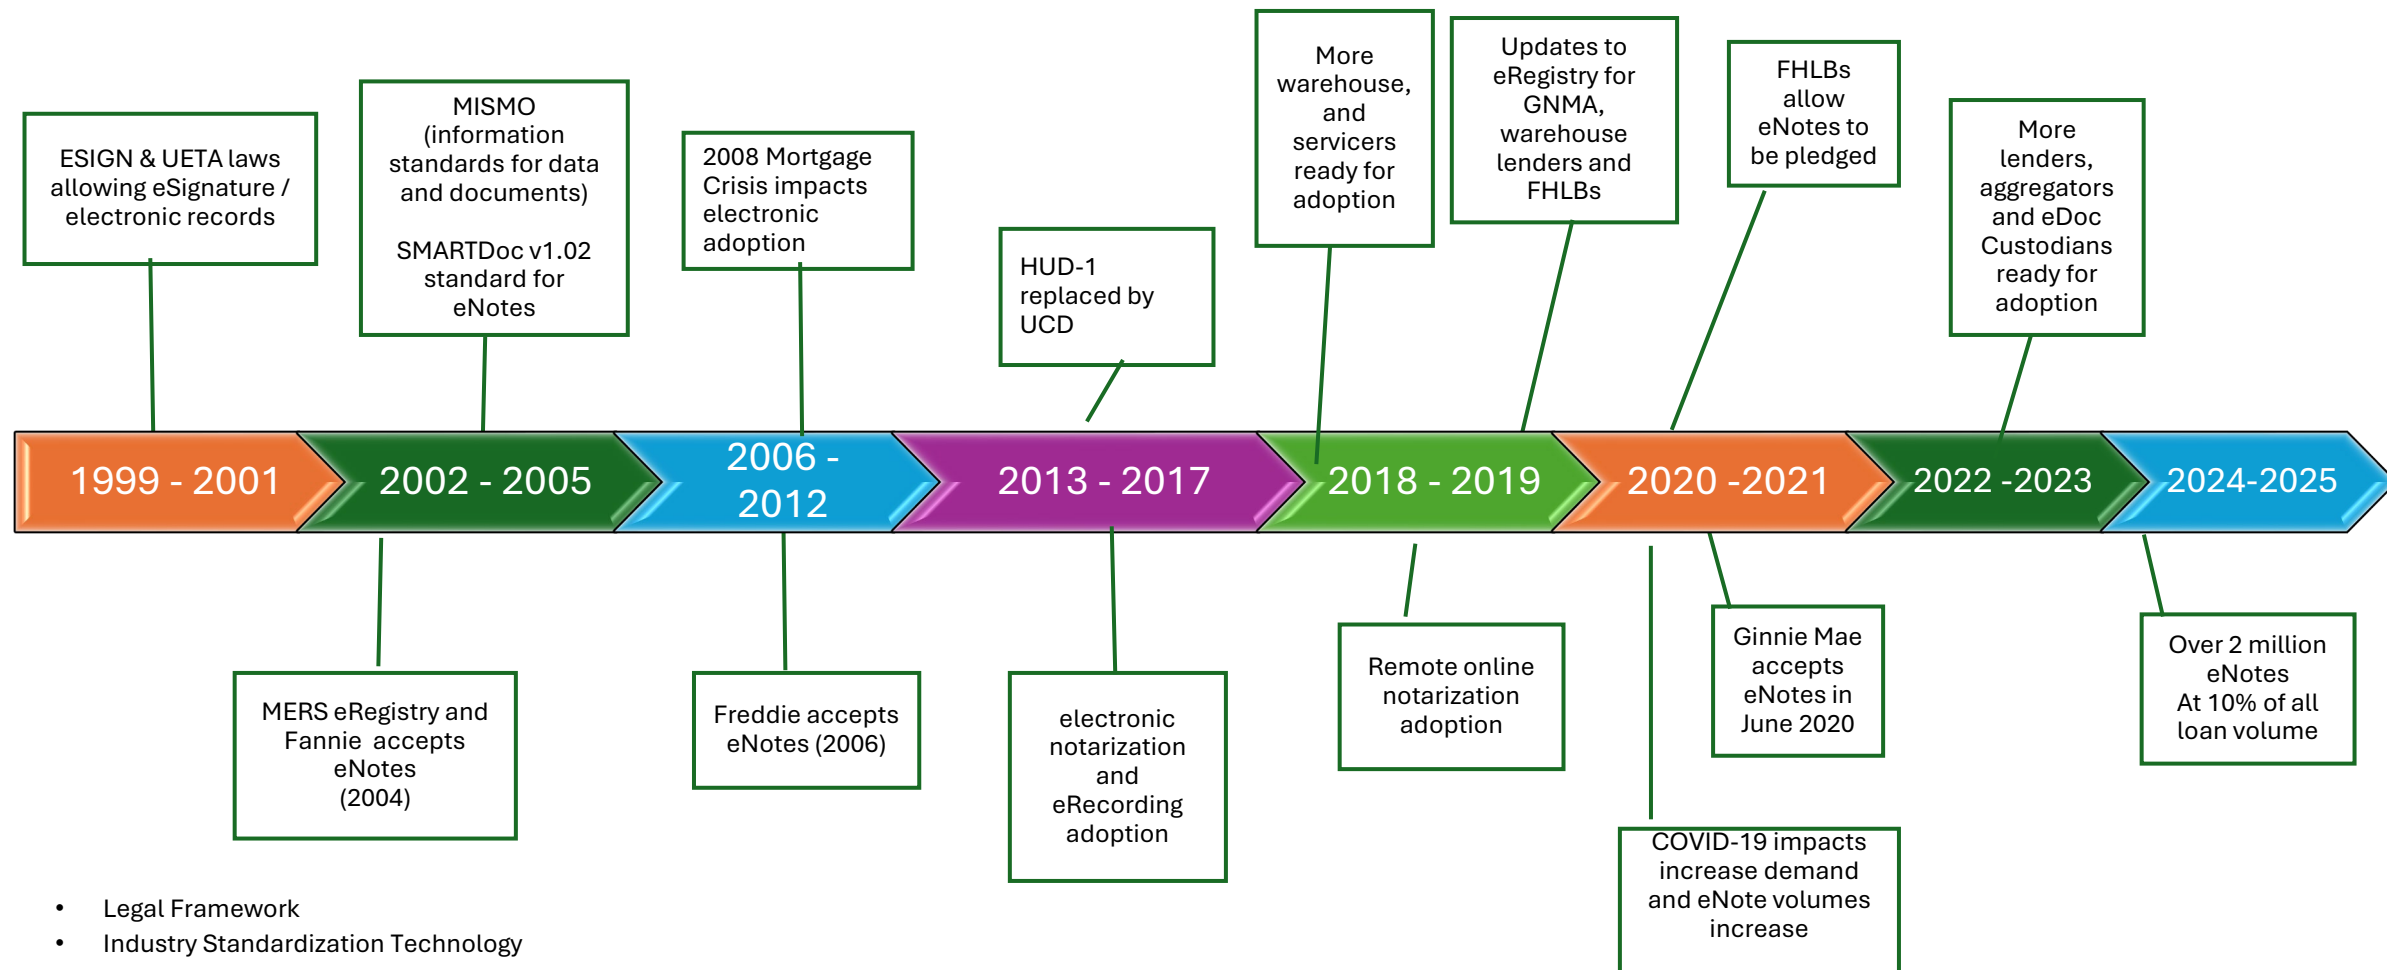 ESIGN & UETA laws
allowing eSignature /
electronic records
MISMO
(information
standards for data
and documents)
SMARTDoc v1.02
standard for
eNotes
2008 Mortgage
Crisis impacts
electronic
adoption
HUD-1
replaced by
UCD
More
warehouse,
and
servicers
ready for
adoption
Updates to
eRegistry for
GNMA,
warehouse
lenders and
FHLBs
FHLBs
allow
eNotes to
be pledged
More
lenders,
aggregators
and eDoc
Custodians
ready for
adoption
1999 - 2001
2002 - 2005
2006 -
2012
2013 - 2017
2018 - 2019
2020 -2021
2022 -2023
2024-2025
MERS eRegistry and
Fannie accepts
eNotes
(2004)
Freddie accepts
eNotes (2006)
electronic
notarization
and
eRecording
adoption
Remote online
notarization
adoption
Ginnie Mae
accepts
eNotes in
June 2020
COVID-19 impacts
increase demand
and eNote volumes
increase
Over 2 million
eNotes
At 10% of all
loan volume
• Legal Framework
• Industry Standardization Technology